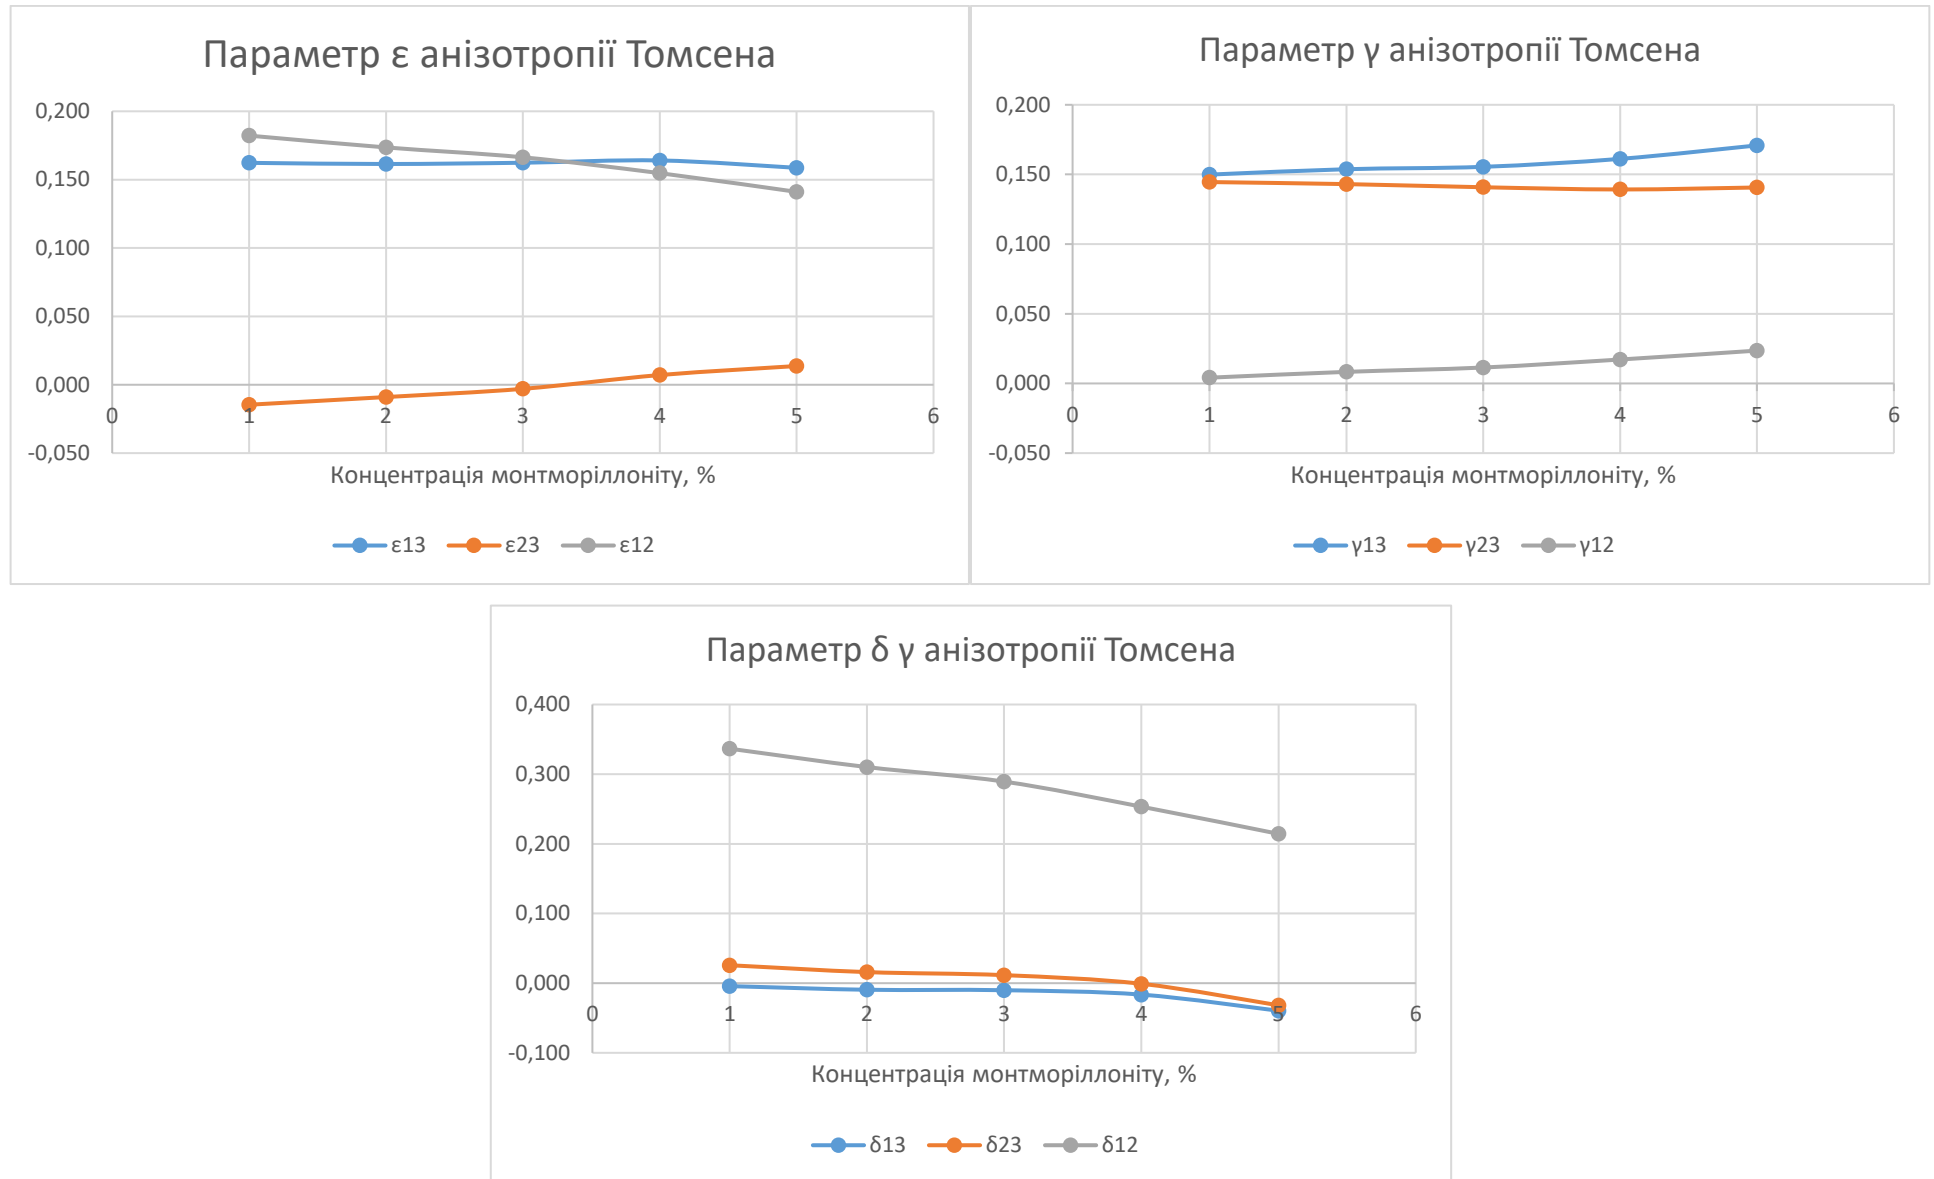 Параметр ε анізотропії Томсена
0,200
0,150
0,100
0,050
0,000
-0,050
0 1 2 3 4 5 6
Концентрація монтморіллоніту, %
ε13 ε23 ε12
Параметр γ анізотропії Томсена
0,200
0,150
0,100
0,050
0,000
-0,050
0 1 2 3 4 5 6
Концентрація монтморіллоніту, %
γ13 γ23 γ12
Параметр δ γ анізотропії Томсена
0,400
0,300
0,200
0,100
0,000
-0,100
0 1 2 3 4 5 6
Концентрація монтморіллоніту, %
δ13 δ23 δ12